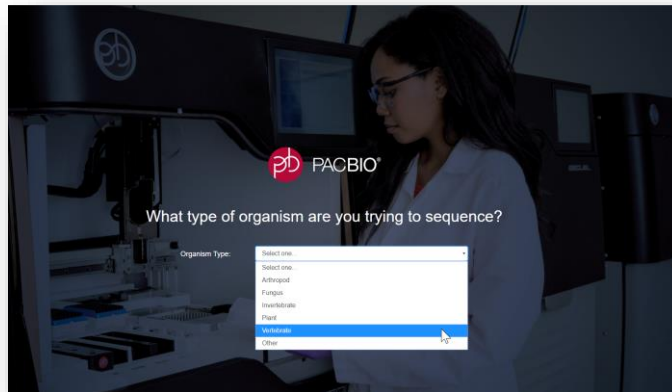 PACBIO®
What type of organism are you trying to sequence?
Organism Type:
Select one...
Select one...
Arthropod
Fungus
Invertebrate
Plant
Vertebrate
Other